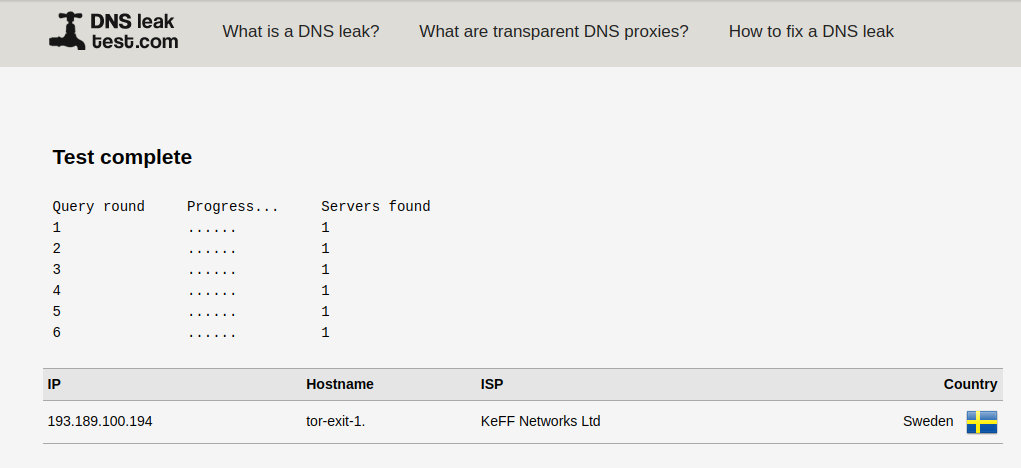 DNS leak
test.com
What is a DNS leak? What are transparent DNS proxies? How to fix a DNS leak
Test complete
Query round Progress... Servers found
1 ...... 1
2 ...... 1
3 ...... 1
4 ...... 1
5 ...... 1
6 ...... 1
IP Hostname ISP Country
193.189.100.194 tor-exit-1. KeFF Networks Ltd Sweden